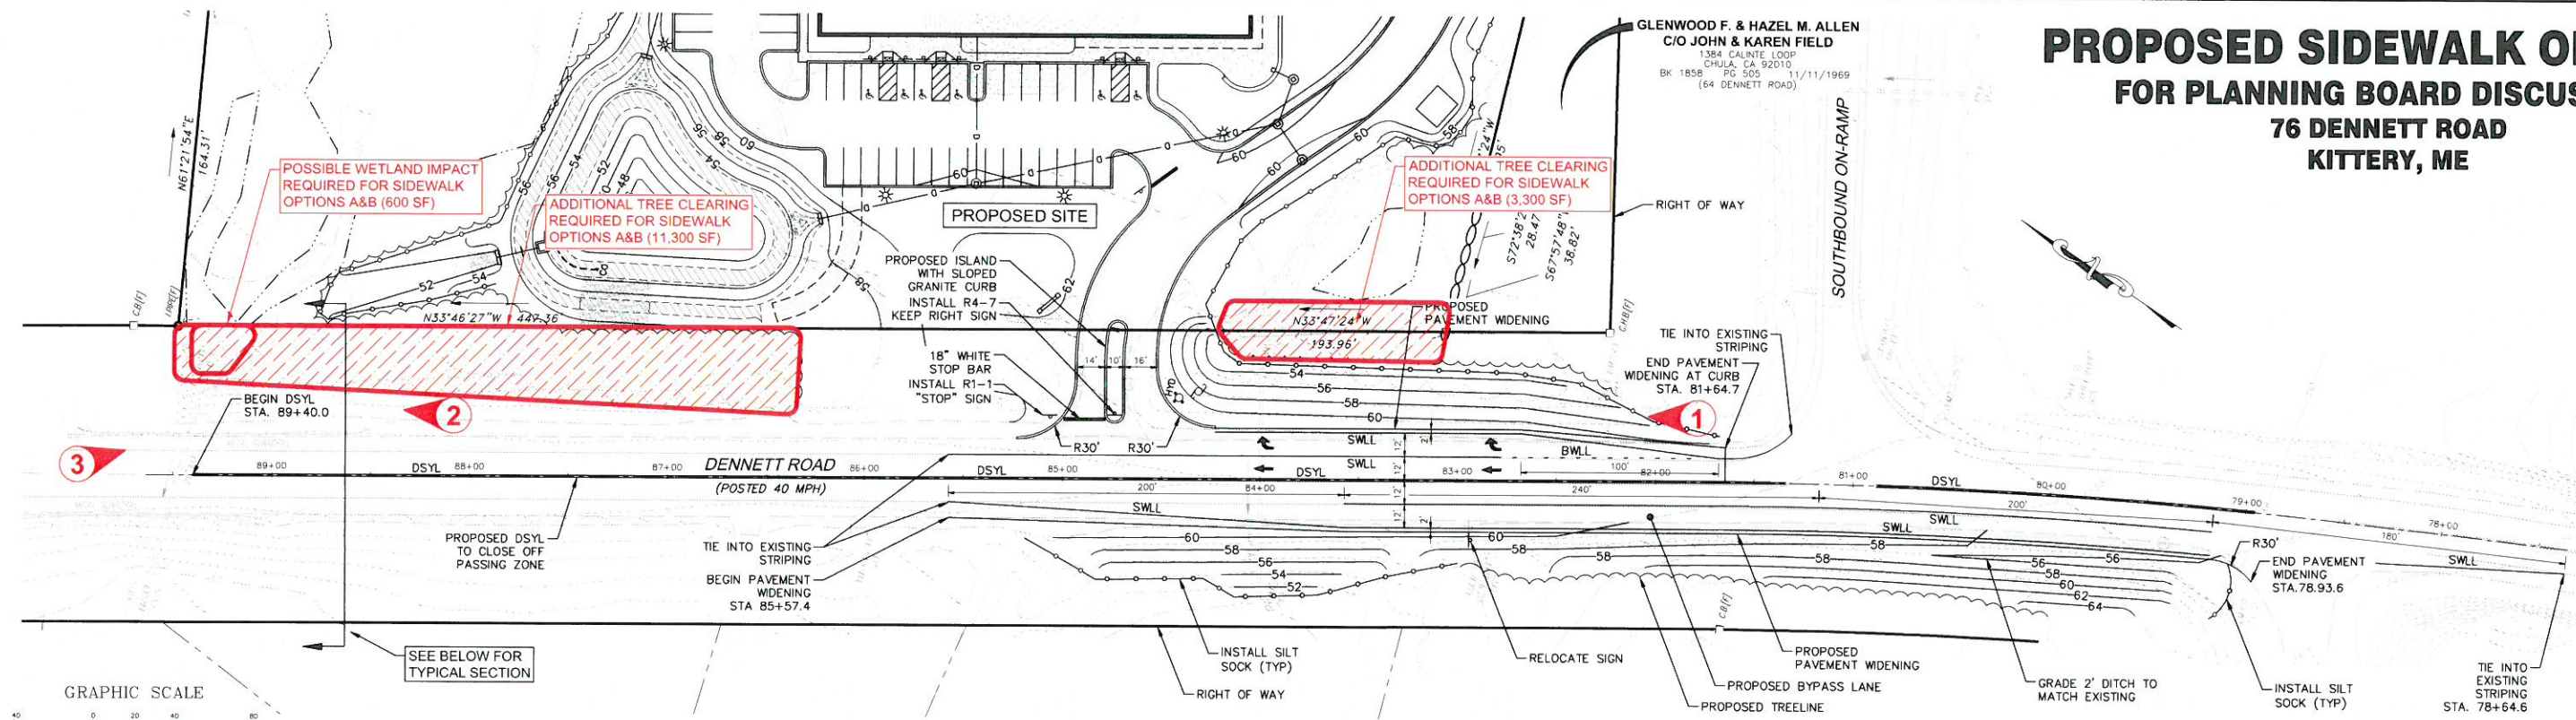 PROPOSED SIDEWALK
FOR PLANNING BOARD
76 DENNETT ROAD
KITTERY, ME
GLENWOOD F. & HAZEL M. ALLEN
C/O JOHN & KAREN FIELD
1384 CALINTE LOOP
CHULA, CA 92010
BK 1858 PG 505 11/11/1969
(64 DENNETT ROAD)
N61°21'54"E
164.31'
POSSIBLE WETLAND IMPACT
REQUIRED FOR SIDEWALK
OPTIONS A&B (600 SF)
ADDITIONAL TREE CLEARING
REQUIRED FOR SIDEWALK
OPTIONS A&B (11,300 SF)
ADDITIONAL TREE CLEARING
REQUIRED FOR SIDEWALK
OPTIONS A&B (3,300 SF)
PROPOSED SITE
RIGHT OF WAY
SOUTHBOUND ON-RAMP
S67°57'48"
38.82'
28.47
PROPOSED ISLAND
WITH SLOPED
GRANITE CURB
INSTALL R4-7
KEEP RIGHT SIGN
18" WHITE
STOP BAR
INSTALL R1-1
"STOP" SIGN
14' 10' 16'
R30' R30'
N33°46'27"W 447.36
N33°47'24"W
193.96'
PROPOSED
PAVEMENT WIDENING
TIE INTO EXISTING
STRIPING
END PAVEMENT
WIDENING AT CURB
STA. 81+64.7
BEGIN DSYL
STA. 89+40.0
1
2
3
89+00 DSYL 88+00 87+00 DENNETT ROAD 86+00 DSYL 85+00 DSYL 83+00 82+00 81+00 DSYL 80+00 79+00 78+00
(POSTED 40 MPH)
SWLL
SWLL
BWLL
100'
200' 84+00 240' 200' 180'
SWLL SWLL SWLL SWLL
PROPOSED DSYL
TO CLOSE OFF
PASSING ZONE
TIE INTO EXISTING
STRIPING
BEGIN PAVEMENT
WIDENING
STA 85+57.4
R30'
END PAVEMENT
WIDENING
STA.78.93.6
SEE BELOW FOR
TYPICAL SECTION
INSTALL SILT
SOCK (TYP)
RIGHT OF WAY
RELOCATE SIGN
PROPOSED
PAVEMENT WIDENING
PROPOSED BYPASS LANE
PROPOSED TREELINE
GRADE 2' DITCH TO
MATCH EXISTING
INSTALL SILT
SOCK (TYP)
TIE INTO
EXISTING
STRIPING
STA. 78+64.6
GRAPHIC SCALE
40 0 20 40 80